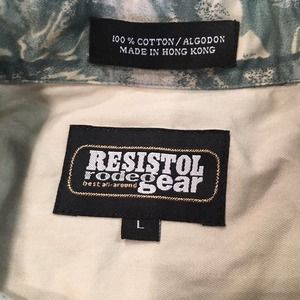 100% COTTON / ALGODON
MADE IN HONG KONG
RESISTOL
rodeo gear
best all-around
L